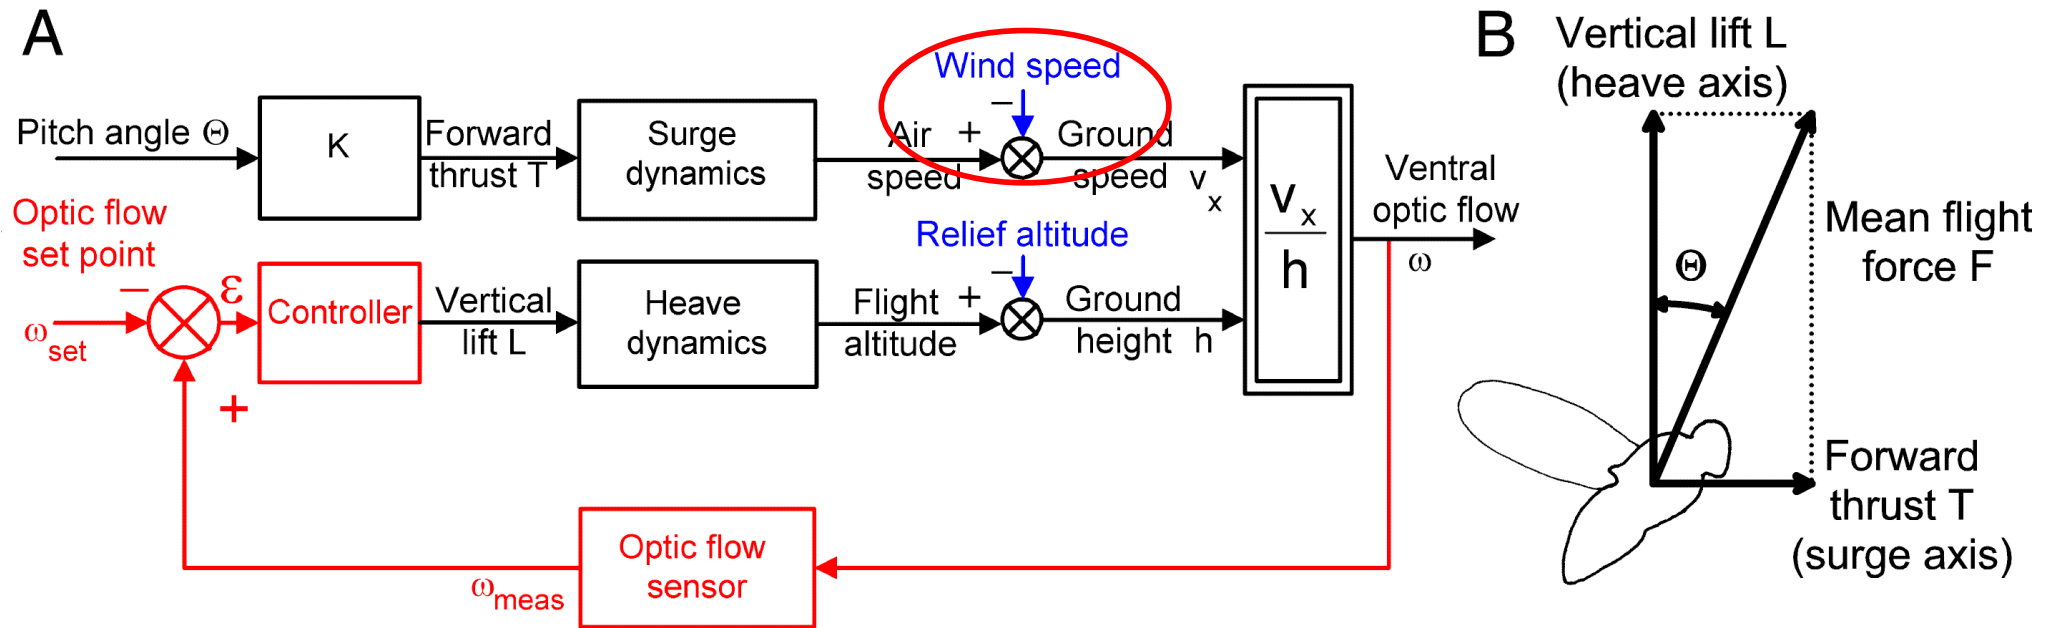 A
Pitch angle Θ
K
Forward
thrust T
Surge
dynamics
Wind speed
−
Air
speed
+
Ground
speed v
x
Optic flow
set point
−
ω
set
ε
+
Controller
Vertical
lift L
Heave
dynamics
Relief altitude
−
Flight
altitude
+
Ground
height h
v
x
h
Ventral
optic flow
ω
Optic flow
sensor
ω
meas
B
Vertical lift L
(heave axis)
Θ
Mean flight
force F
Forward
thrust T
(surge axis)